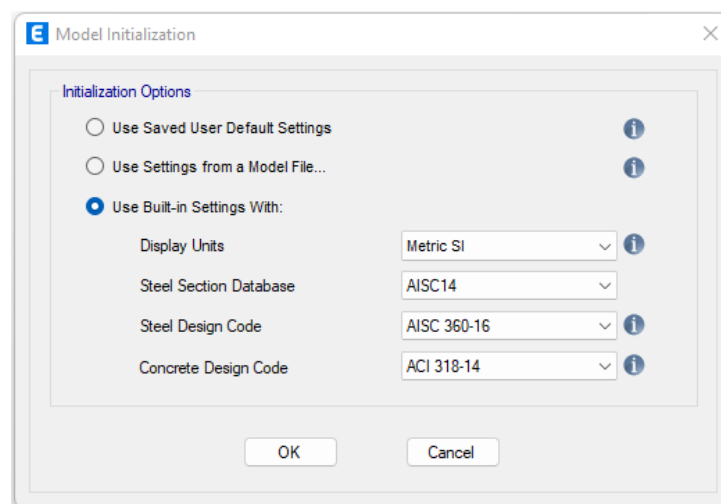 E Model Initialization
Initialization Options
Use Saved User Default Settings
Use Settings from a Model File...
Use Built-in Settings With:
Display Units Metric SI
Steel Section Database AISC14
Steel Design Code AISC 360-16
Concrete Design Code ACI 318-14
OK Cancel